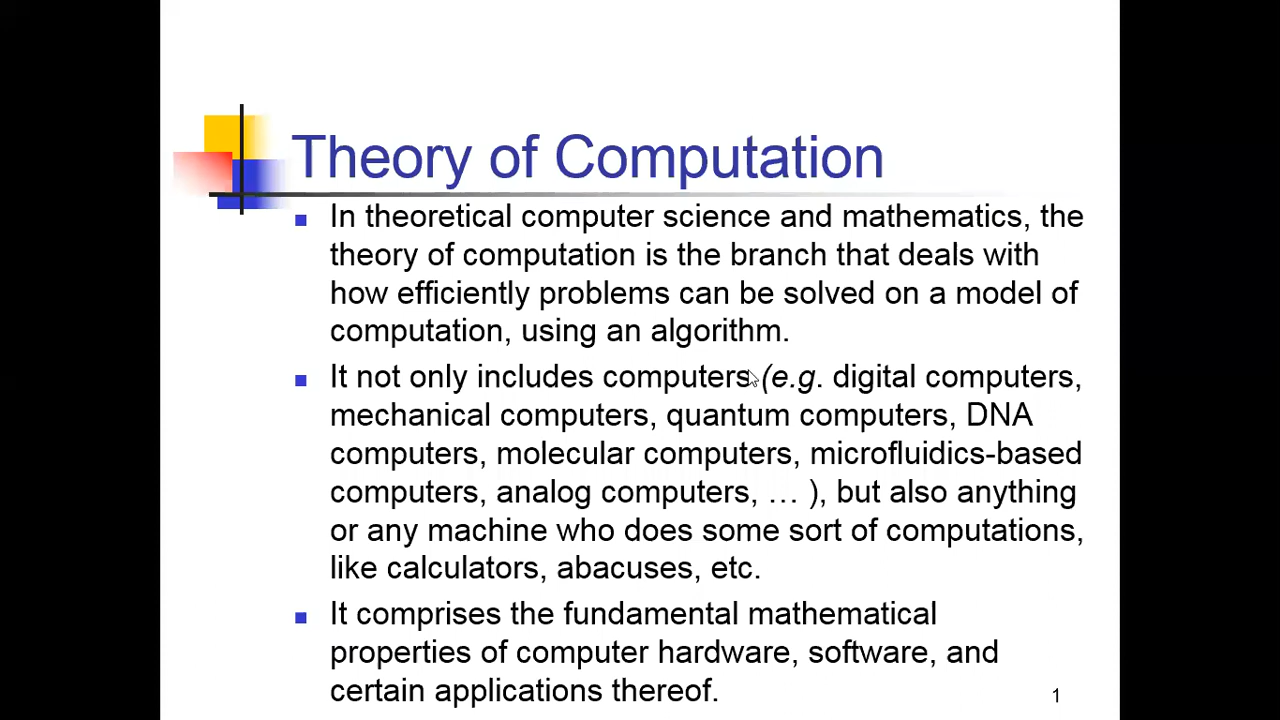 Theory of Computation
In theoretical computer science and mathematics, the
theory of computation is the branch that deals with
how efficiently problems can be solved on a model of
computation, using an algorithm.
It not only includes computers (e.g. digital computers,
mechanical computers, quantum computers, DNA
computers, molecular computers, microfluidics-based
computers, analog computers, … ), but also anything
or any machine who does some sort of computations,
like calculators, abacuses, etc.
It comprises the fundamental mathematical
properties of computer hardware, software, and
certain applications thereof.
1